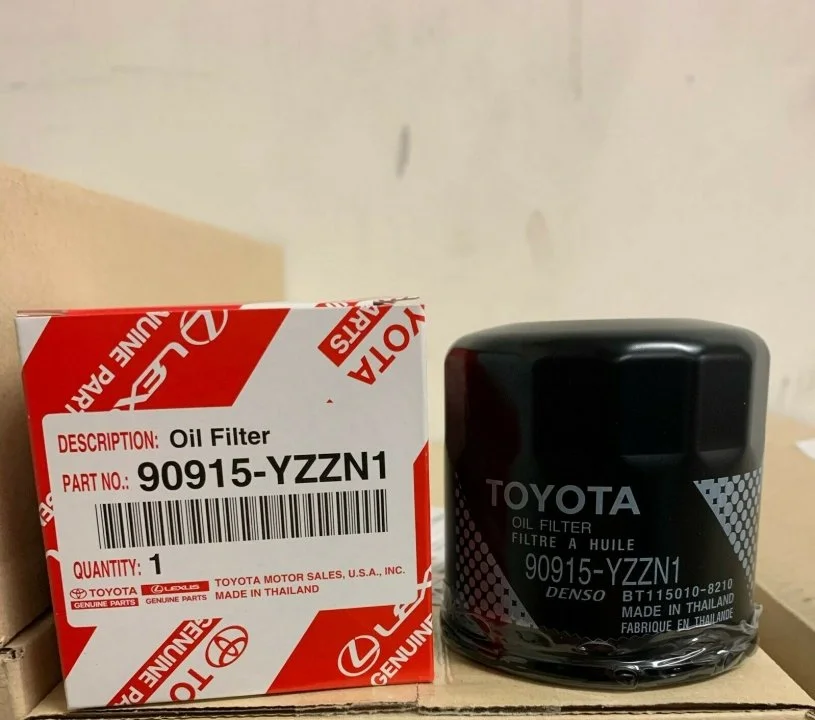 GENUINE PARTS
LEXUS
TOYOTA
PARTS
DESCRIPTION: Oil Filter
PART NO.: 90915-YZZN1
QUANTITY: 1
TOYOTA
GENUINE PARTS
LEXUS
GENUINE PARTS
TOYOTA MOTOR SALES, U.S.A., INC.
MADE IN THAILAND
GENUINE
TOYOTA
OIL FILTER
FILTRE A HUILE
90915-YZZN1
DENSO
BT115010-8210
MADE IN THAILAND
FABRIQUE EN THAILANDE